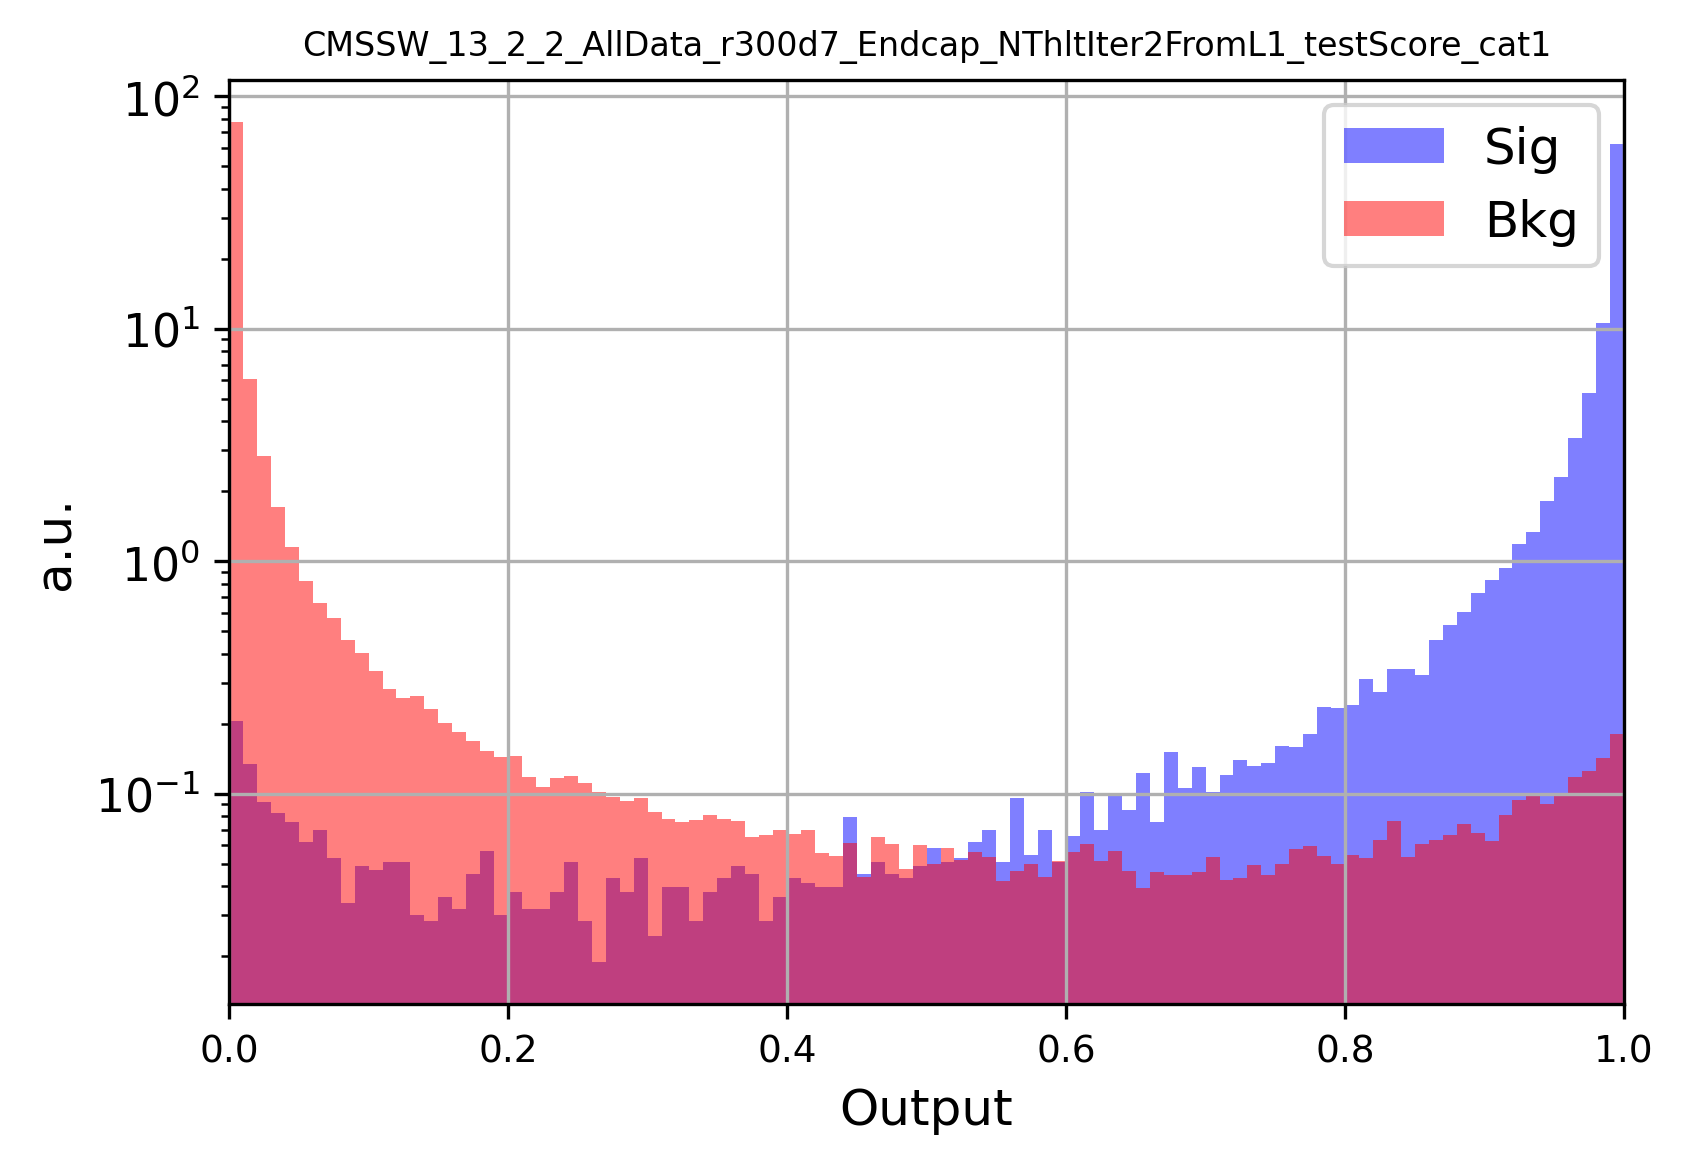 CMSSW_13_2_2_AllData_r300d7_Endcap_NThltIter2FromL1_testScore_cat1
Sig
Bkg
10²
10¹
10⁰
10⁻¹
a.u.
0.0 0.2 0.4 0.6 0.8 1.0
Output